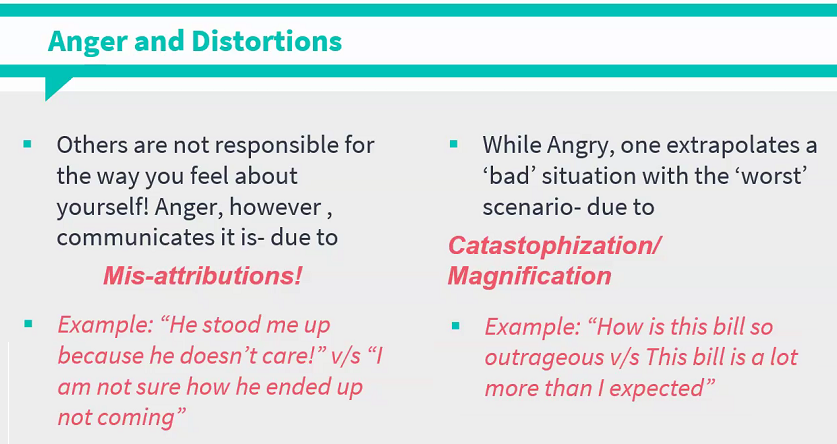 Anger and Distortions
▪ Others are not responsible for
the way you feel about
yourself! Anger, however ,
communicates it is- due to
Mis-attributions!
▪ Example: “He stood me up
because he doesn’t care!” v/s “I
am not sure how he ended up
not coming”
▪ While Angry, one extrapolates a
‘bad’ situation with the ‘worst’
scenario- due to
Catastophization/
Magnification
▪ Example: “How is this bill so
outrageous v/s This bill is a lot
more than I expected”